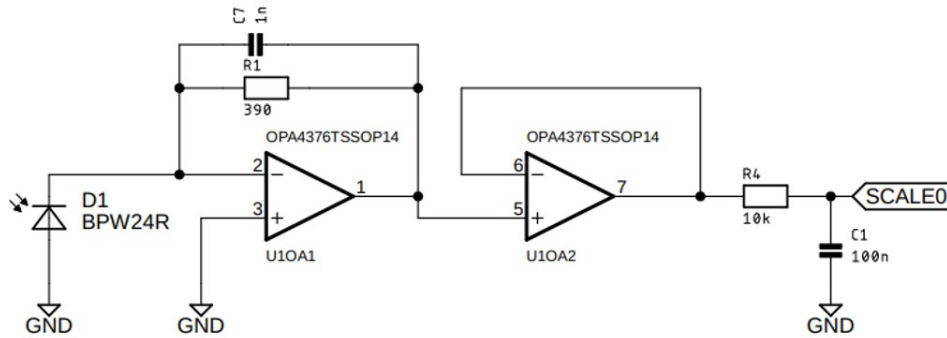 C7
1n
R1
390
OPA4376TSSOP14
OPA4376TSSOP14
2
3
1
6
5
7
D1
BPW24R
R4
10k
SCALE0
C1
100n
U1OA1
U1OA2
GND
GND
GND